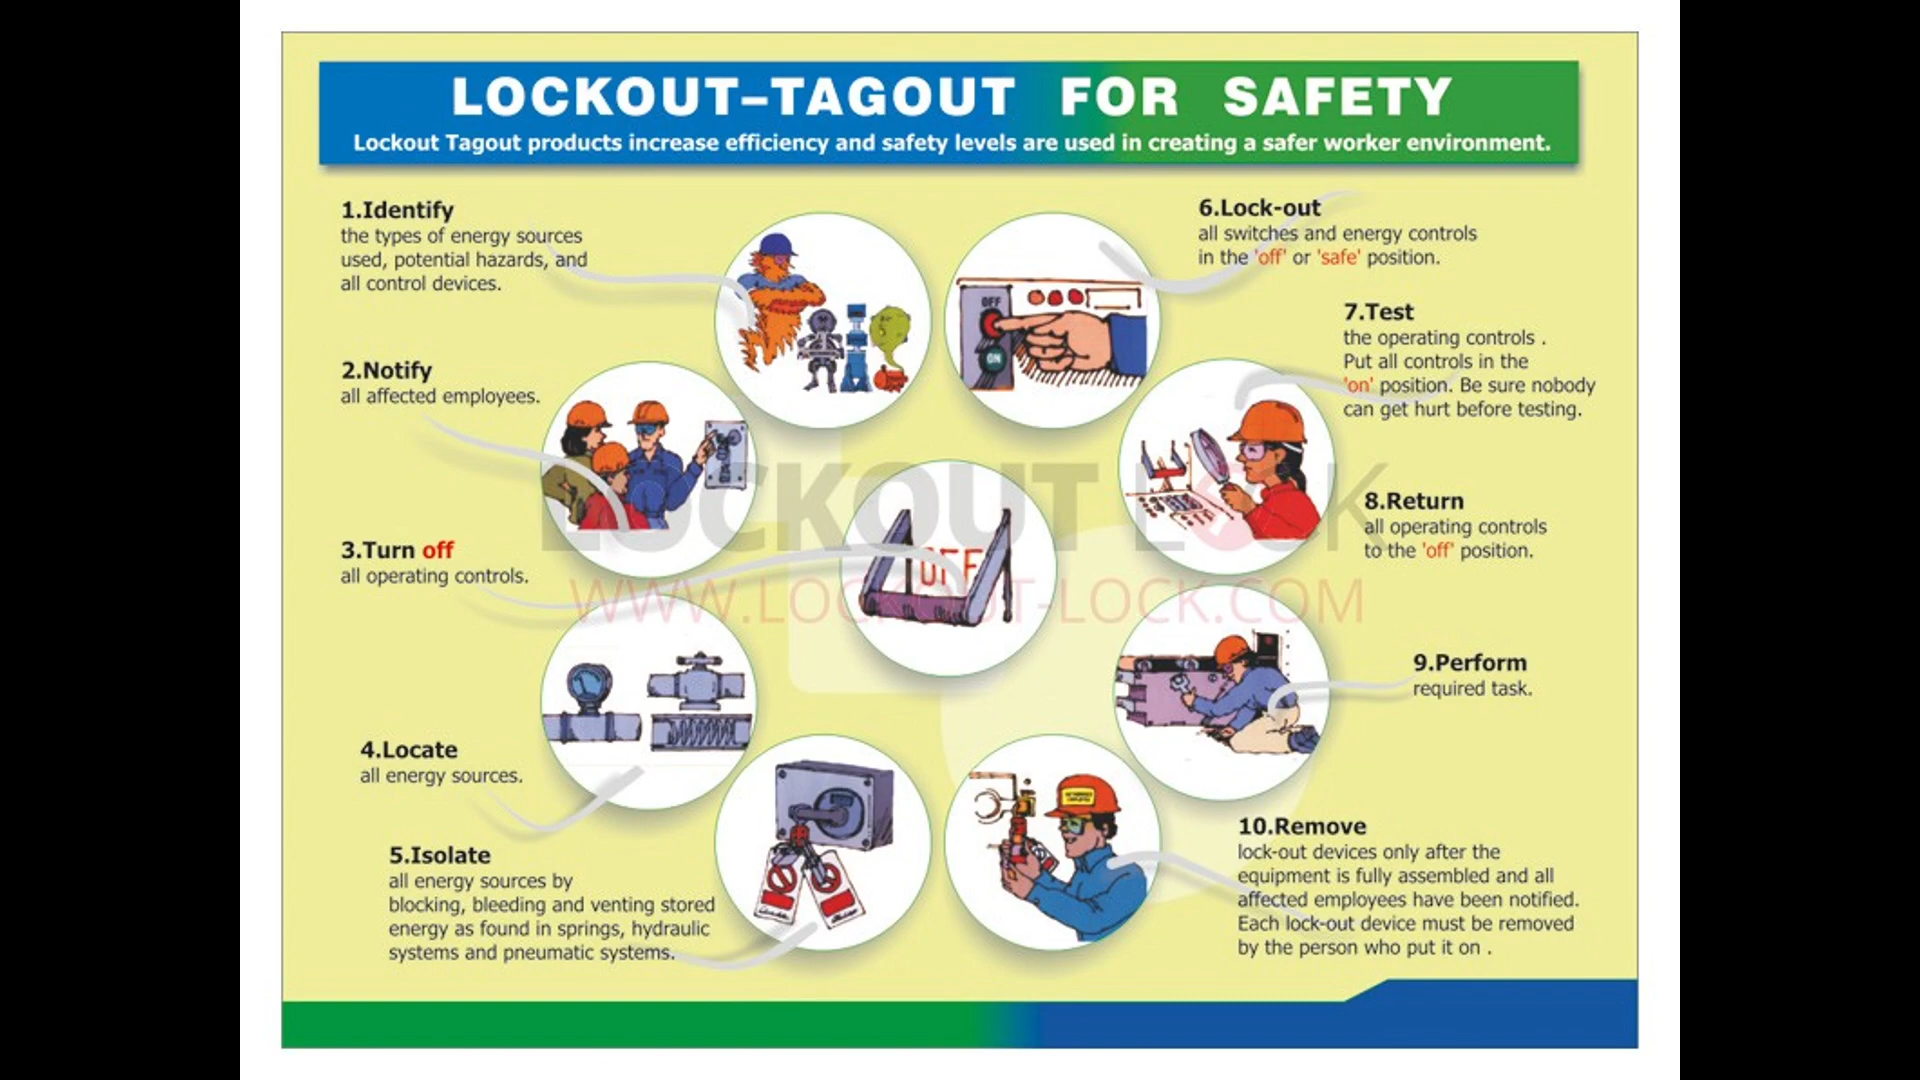 LOCKOUT–TAGOUT FOR SAFETY
Lockout Tagout products increase efficiency and safety levels are used in creating a safer worker environment.
1.Identify
the types of energy sources
used, potential hazards, and
all control devices.
2.Notify
all affected employees.
3.Turn off
all operating controls.
4.Locate
all energy sources.
5.Isolate
all energy sources by
blocking, bleeding and venting stored
energy as found in springs, hydraulic
systems and pneumatic systems.
6.Lock-out
all switches and energy controls
in the 'off' or 'safe' position.
7.Test
the operating controls .
Put all controls in the
'on' position. Be sure nobody
can get hurt before testing.
8.Return
all operating controls
to the 'off' position.
9.Perform
required task.
10.Remove
lock-out devices only after the
equipment is fully assembled and all
affected employees have been notified.
Each lock-out device must be removed
by the person who put it on .
OFF
ON
OFF
LOCKOUT LOCK
WWW.LOCKOUT-LOCK.COM